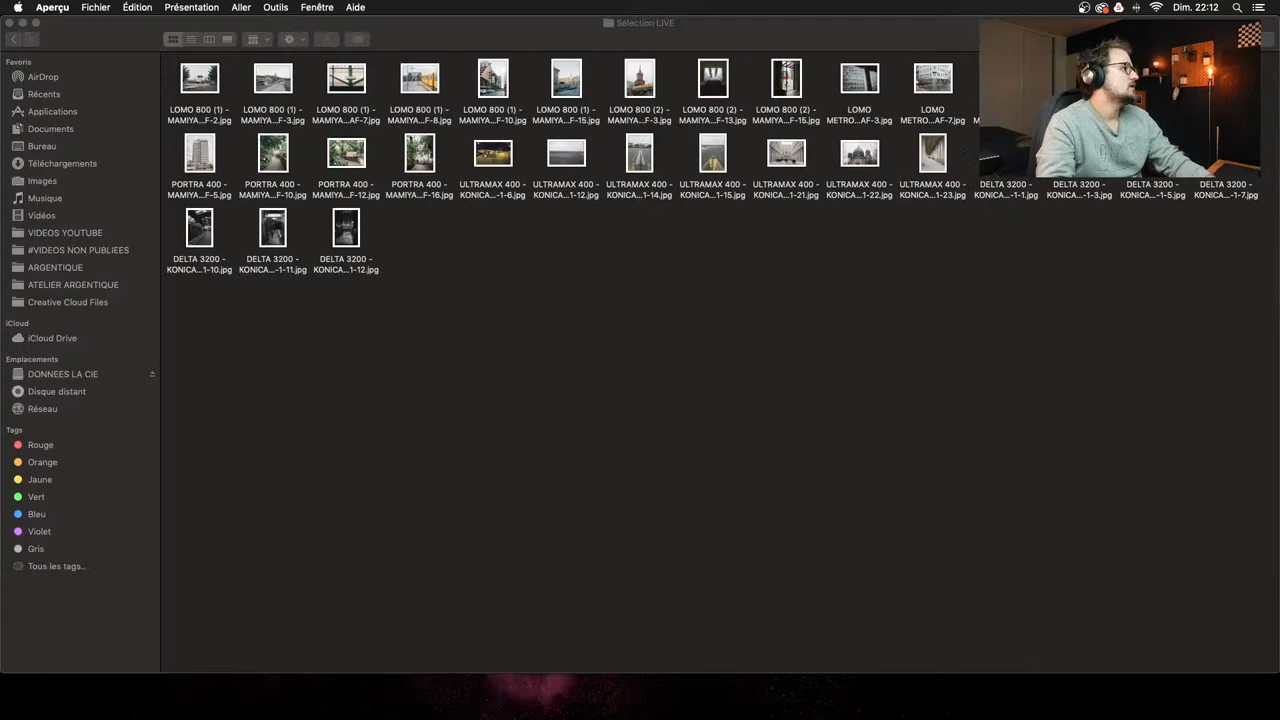 Aperçu Fichier Édition Présentation Aller Outils Fenêtre Aide Dim. 22:12
Sélection LIVE
Favoris
AirDrop
Récents
Applications
Documents
Bureau
Téléchargements
Images
Musique
Vidéos
VIDEOS YOUTUBE
#VIDEOS NON PUBLIEES
ARGENTIQUE
ATELIER ARGENTIQUE
Creative Cloud Files
iCloud
iCloud Drive
Emplacements
DONNEES LA CIE
Disque distant
Réseau
Tags
Rouge
Orange
Jaune
Vert
Bleu
Violet
Gris
Tous les tags...
LOMO 800 (1) - LOMO 800 (1) - LOMO 800 (1) - LOMO 800 (1) - LOMO 800 (1) - LOMO 800 (1) - LOMO 800 (2) - LOMO 800 (2) - LOMO 800 (2) - LOMO LOMO
MAMIYA...F-2.jpg MAMIYA...F-3.jpg MAMIYA...AF-7.jpg MAMIYA...F-8.jpg MAMIYA...F-10.jpg MAMIYA...F-15.jpg MAMIYA...F-3.jpg MAMIYA...F-13.jpg MAMIYA...F-15.jpg METRO...AF-3.jpg METRO...AF-7.jpg
PORTRA 400 - PORTRA 400 - PORTRA 400 - PORTRA 400 - ULTRAMAX 400 - ULTRAMAX 400 - ULTRAMAX 400 - ULTRAMAX 400 - ULTRAMAX 400 - ULTRAMAX 400 - ULTRAMAX 400 - DELTA 3200 - DELTA 3200 - DELTA 3200 - DELTA 3200 -
MAMIYA...F-5.jpg MAMIYA...F-10.jpg MAMIYA...F-12.jpg MAMIYA...F-16.jpg KONICA...-1-6.jpg KONICA...1-12.jpg KONICA...1-14.jpg KONICA...1-15.jpg KONICA...1-21.jpg KONICA...1-22.jpg KONICA...1-23.jpg KONICA...-1-1.jpg KONICA...-1-3.jpg KONICA...-1-5.jpg KONICA...-1-7.jpg
DELTA 3200 - DELTA 3200 - DELTA 3200 -
KONICA...1-10.jpg KONICA...-1-11.jpg KONICA...1-12.jpg